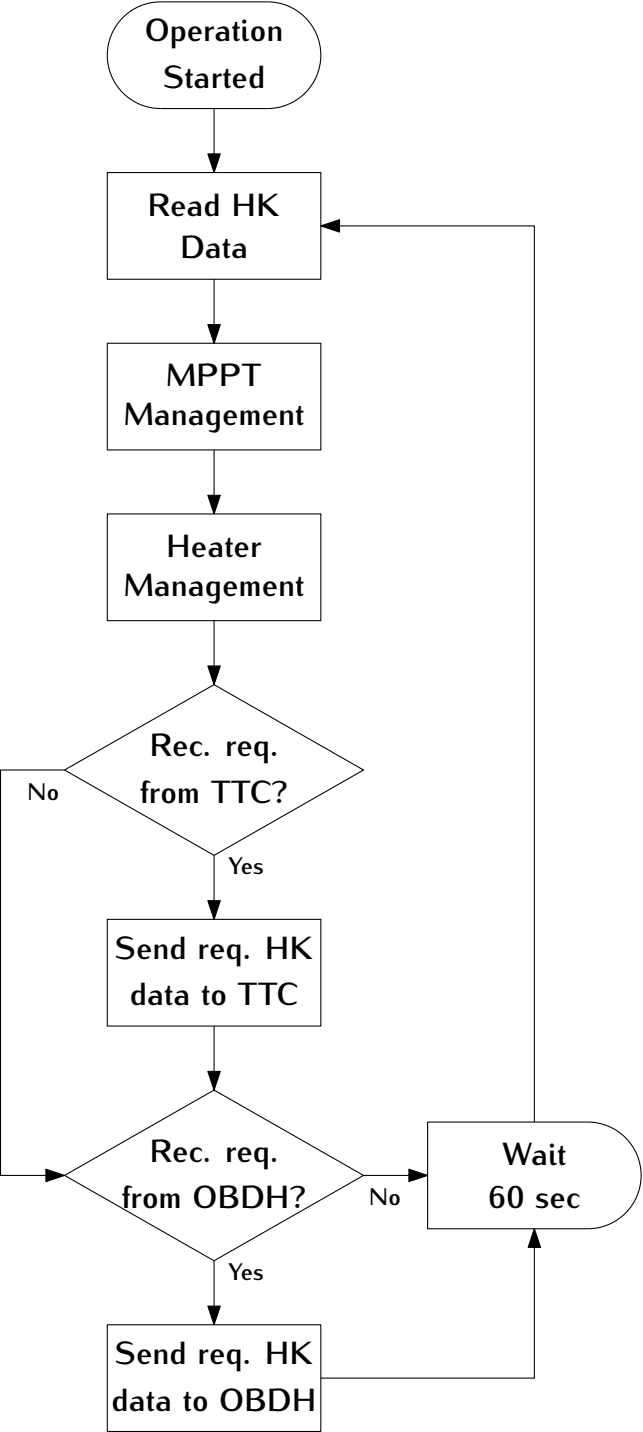 Operation
Started
Read HK
Data
MPPT
Management
Heater
Management
Rec. req.
from TTC?
No
Yes
Send req. HK
data to TTC
Rec. req.
from OBDH?
No
Yes
Wait
60 sec
Send req. HK
data to OBDH